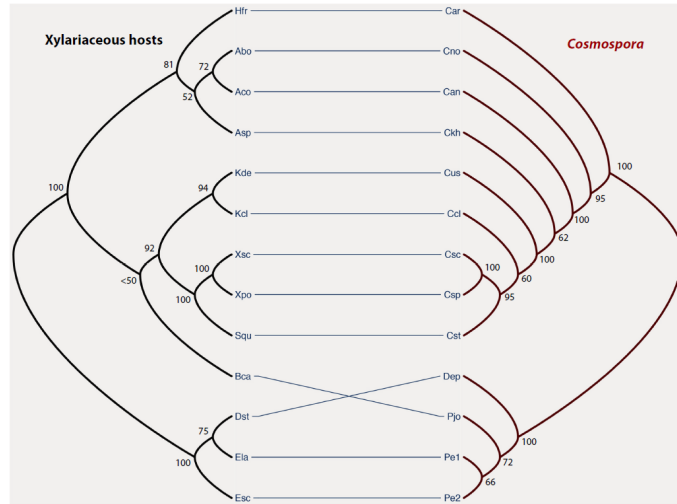 Hfr Car
Xylariaceous hosts Cosmospora
Abo Cno
81 72
Aco Can
52
Asp Ckh
100
Kde Cus
94 100 95
Kcl Ccl
100
62
92 Xsc Csc 100
100 100
<50 Xpo Csp 60
100 95
Squ Cst
Bca Dep
Dst Pjo
75 100
Ela Pe1 72
100 66
Esc Pe2